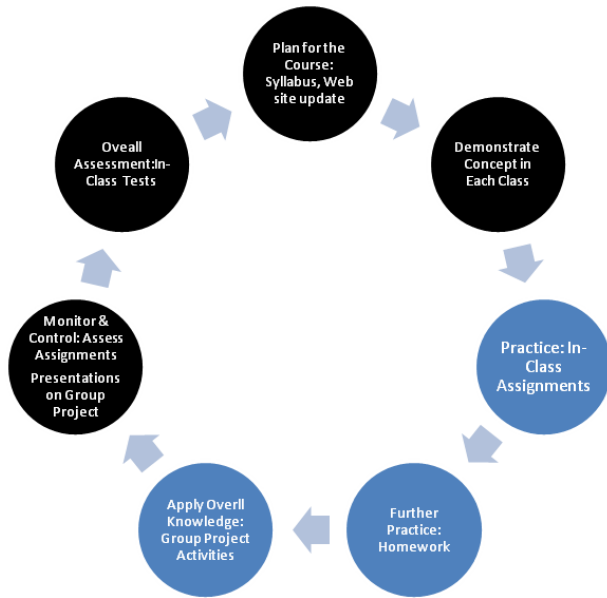 Plan for the
Course:
Syllabus, Web
site update
Demonstrate
Concept in
Each Class
Practice: In-
Class
Assignments
Further
Practice:
Homework
Apply Overll
Knowledge:
Group Project
Activities
Monitor &
Control: Assess
Assignments
Presentations
on Group
Project
Oveall
Assessment:In-
Class Tests